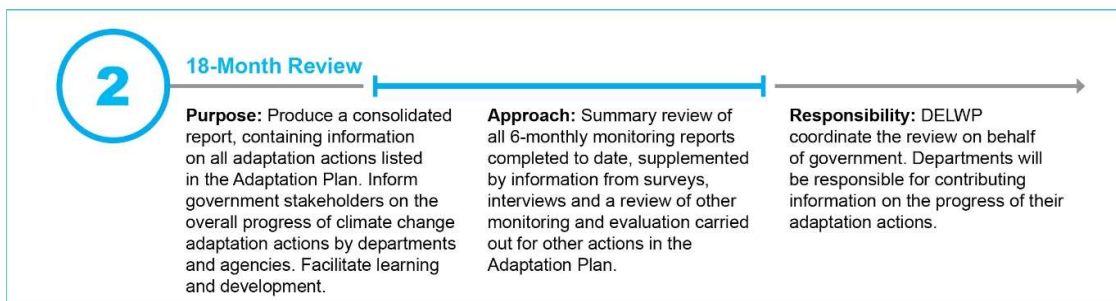 2
18-Month Review
Purpose: Produce a consolidated
report, containing information
on all adaptation actions listed
in the Adaptation Plan. Inform
government stakeholders on the
overall progress of climate change
adaptation actions by departments
and agencies. Facilitate learning
and development.
Approach: Summary review of
all 6-monthly monitoring reports
completed to date, supplemented
by information from surveys,
interviews and a review of other
monitoring and evaluation carried
out for other actions in the
Adaptation Plan.
Responsibility: DELWP
coordinate the review on behalf
of government. Departments will
be responsible for contributing
information on the progress of their
adaptation actions.